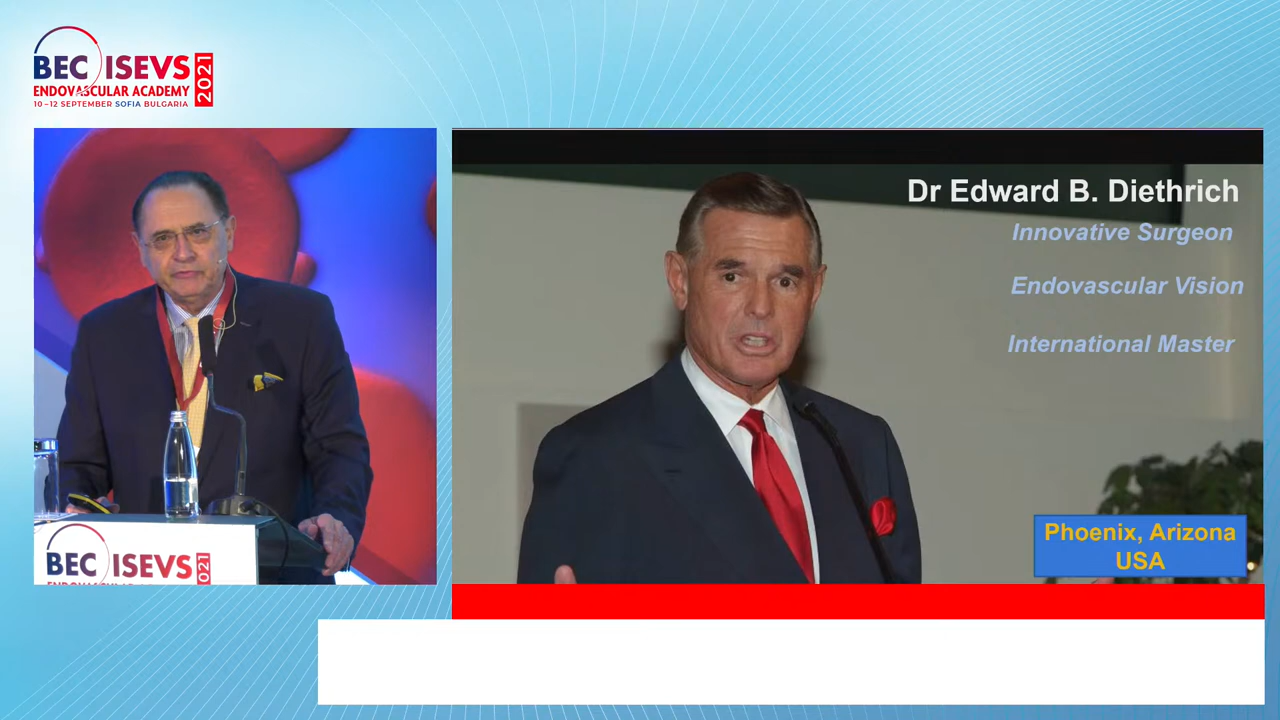 BEC ISEVS
2021
ENDOVASCULAR ACADEMY
10-12 SEPTEMBER SOFIA BULGARIA
Dr Edward B. Diethrich
Innovative Surgeon
Endovascular Vision
International Master
Phoenix, Arizona
USA
BEC ISEVS